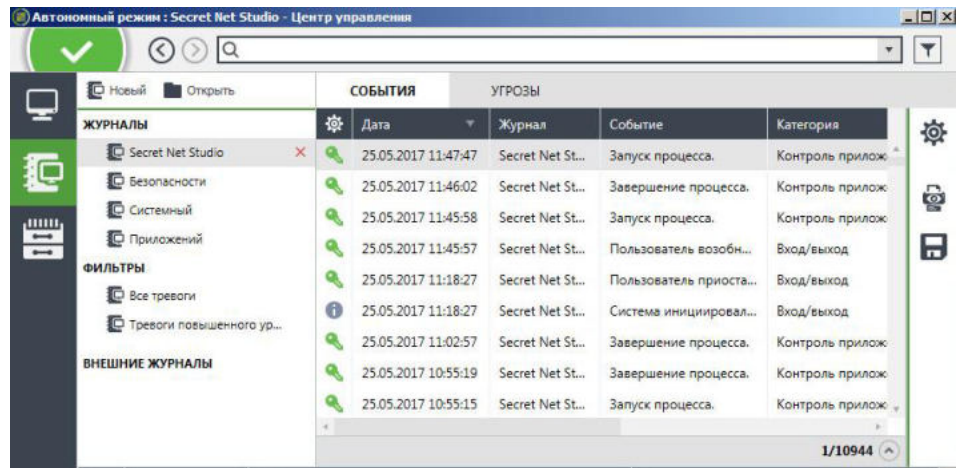 Автономный режим : Secret Net Studio - Центр управления
Новый Открыть
ЖУРНАЛЫ
Secret Net Studio
Безопасности
Системный
Приложений
ФИЛЬТРЫ
Все тревоги
Тревоги повышенного ур...
ВНЕШНИЕ ЖУРНАЛЫ
СОБЫТИЯ УГРОЗЫ
Дата Журнал Событие Категория
25.05.2017 11:47:47 Secret Net St... Запуск процесса. Контроль прилож
25.05.2017 11:46:02 Secret Net St... Завершение процесса. Контроль прилож
25.05.2017 11:45:58 Secret Net St... Запуск процесса. Контроль прилож
25.05.2017 11:45:57 Secret Net St... Пользователь возобн... Вход/выход
25.05.2017 11:18:27 Secret Net St... Пользователь приоста... Вход/выход
25.05.2017 11:18:27 Secret Net St... Система инициировал... Вход/выход
25.05.2017 11:02:57 Secret Net St... Завершение процесса. Контроль прилож
25.05.2017 10:55:19 Secret Net St... Завершение процесса. Контроль прилож
25.05.2017 10:55:15 Secret Net St... Запуск процесса. Контроль прилож
1/10944